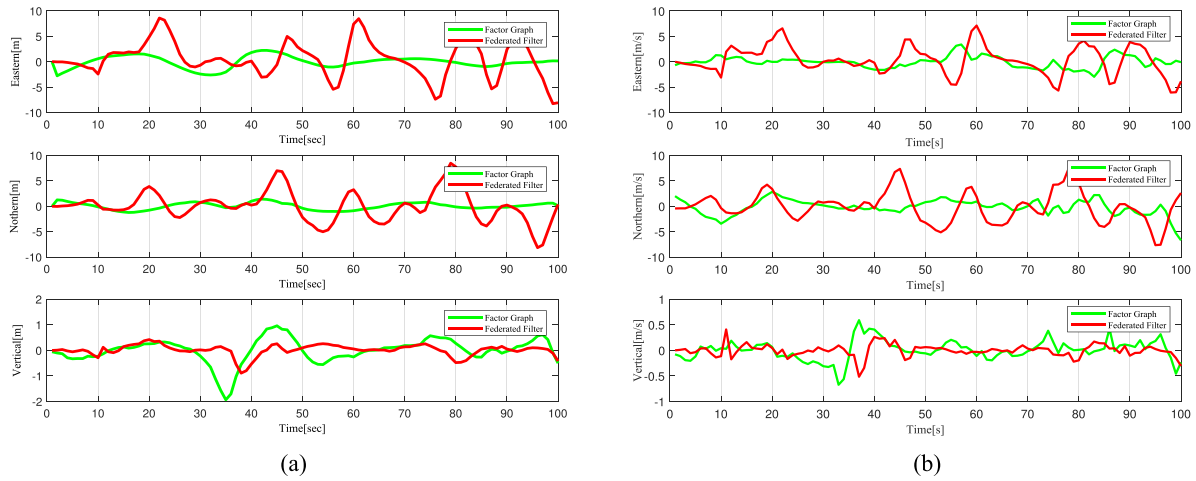 10
5
0
-5
-10
Eastern[m]
Factor Graph
Federated Filter
0 10 20 30 40 50 60 70 80 90 100
Time[sec]
10
5
0
-5
-10
Nothern[m]
Factor Graph
Federated Filter
0 10 20 30 40 50 60 70 80 90 100
Time[sec]
2
1
0
-1
-2
Vertical[m]
Factor Graph
Federated Filter
0 10 20 30 40 50 60 70 80 90 100
Time[sec]
(a)
10
5
0
-5
-10
Eastern[m/s]
Factor Graph
Federated Filter
0 10 20 30 40 50 60 70 80 90 100
Time[s]
10
5
0
-5
-10
Northern[m/s]
Factor Graph
Federated Filter
0 10 20 30 40 50 60 70 80 90 100
Time[s]
1
0.5
0
-0.5
-1
Vertical[m/s]
Factor Graph
Federated Filter
0 10 20 30 40 50 60 70 80 90 100
Time[s]
(b)